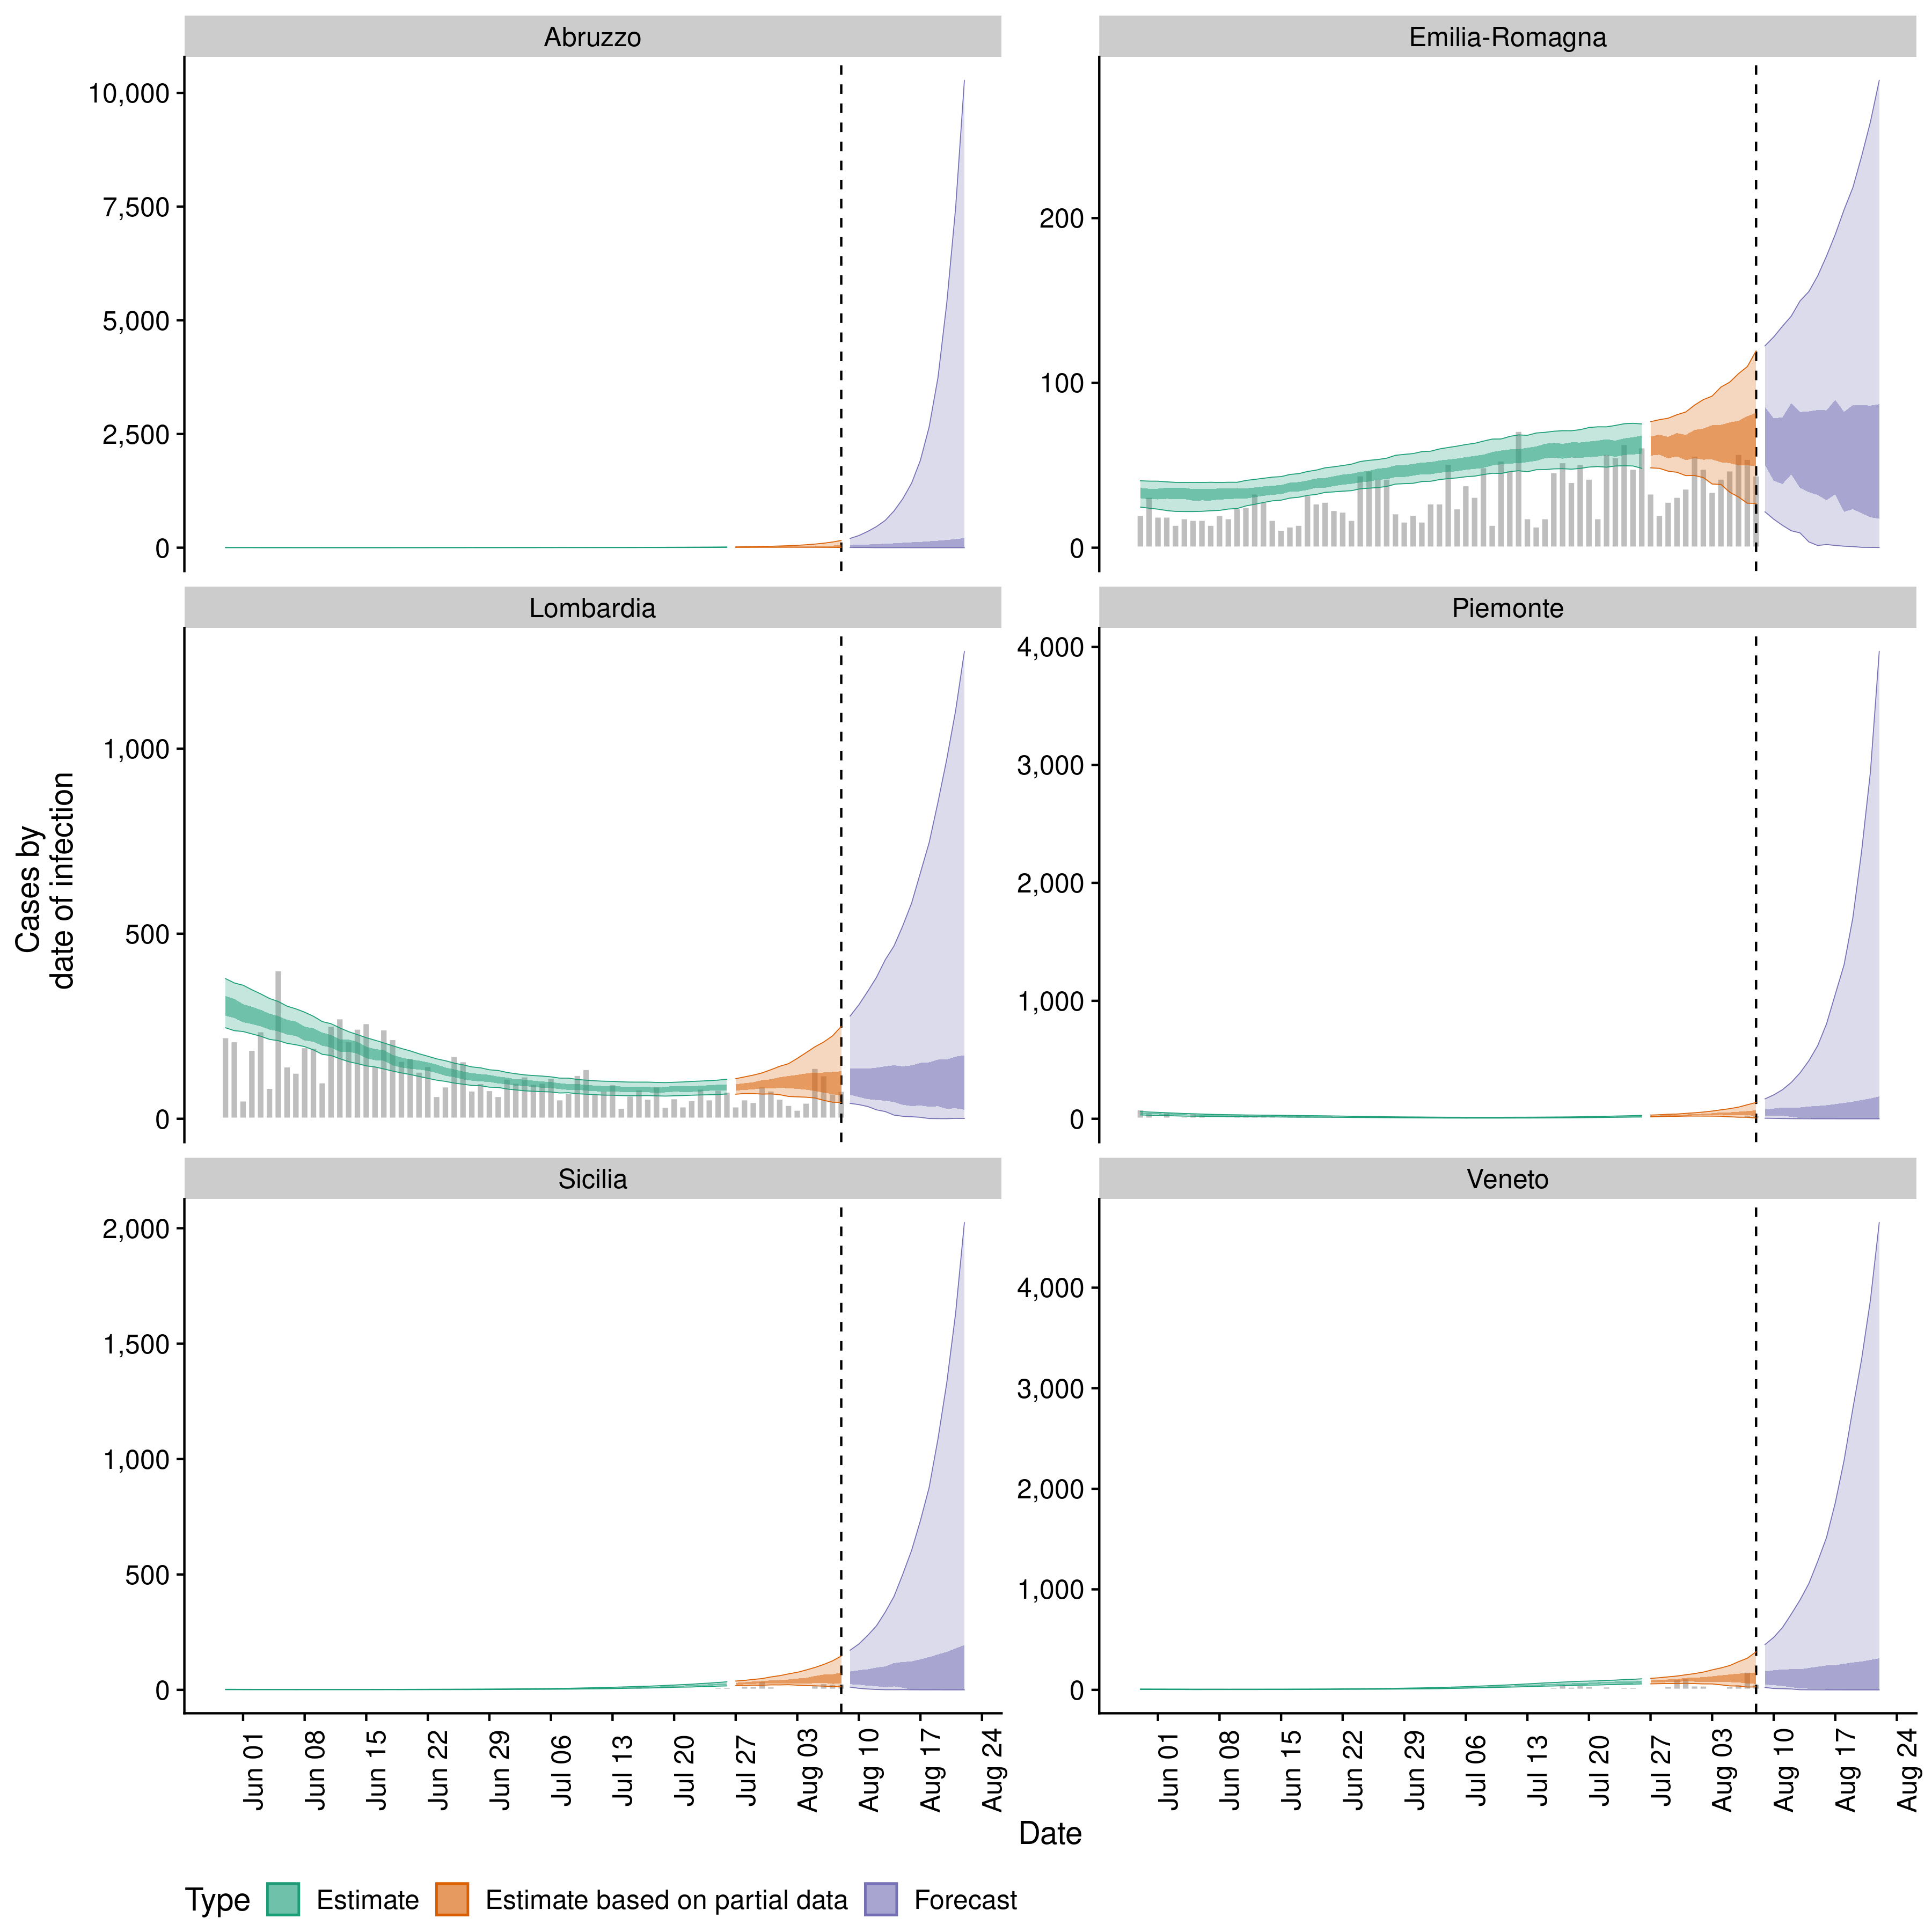 Abruzzo
Emilia-Romagna
10,000
7,500
5,000
2,500
0
200
100
0
Lombardia
Piemonte
1,000
500
0
4,000
3,000
2,000
1,000
0
Cases by
date of infection
Sicilia
Veneto
2,000
1,500
1,000
500
0
4,000
3,000
2,000
1,000
0
Jun 01
Jun 08
Jun 15
Jun 22
Jun 29
Jul 06
Jul 13
Jul 20
Jul 27
Aug 03
Aug 10
Aug 17
Aug 24
Jun 01
Jun 08
Jun 15
Jun 22
Jun 29
Jul 06
Jul 13
Jul 20
Jul 27
Aug 03
Aug 10
Aug 17
Aug 24
Date
Type Estimate Estimate based on partial data Forecast